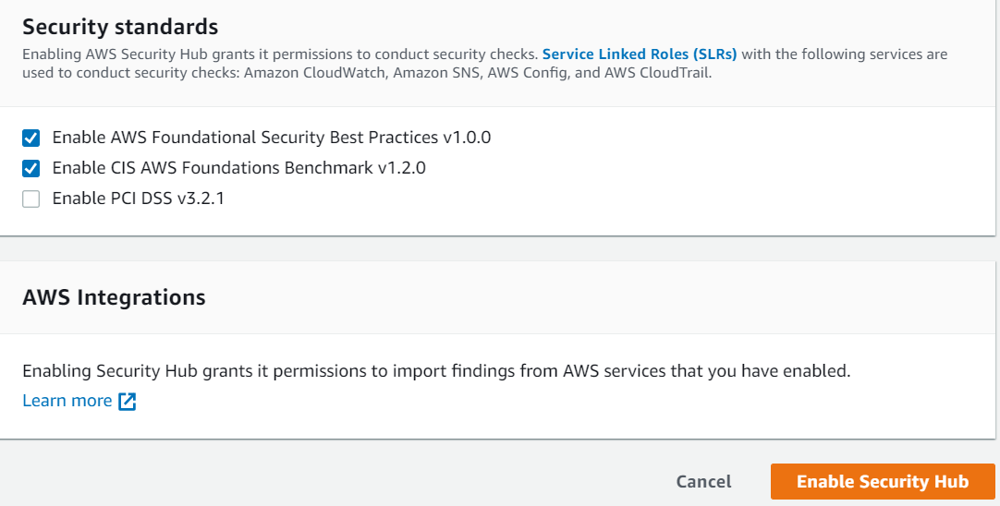 Security standards
Enabling AWS Security Hub grants it permissions to conduct security checks. Service Linked Roles (SLRs) with the following services are
used to conduct security checks: Amazon CloudWatch, Amazon SNS, AWS Config, and AWS CloudTrail.
Enable AWS Foundational Security Best Practices v1.0.0
Enable CIS AWS Foundations Benchmark v1.2.0
Enable PCI DSS v3.2.1
AWS Integrations
Enabling Security Hub grants it permissions to import findings from AWS services that you have enabled.
Learn more
Cancel
Enable Security Hub